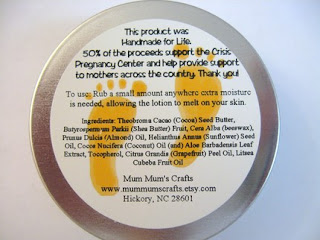 This product was
Handmade for Life.
50% of the proceeds support the Crisis
Pregnancy Center and help provide support
to mothers across the country. Thank you!
To use: Rub a small amount anywhere extra moisture
is needed, allowing the lotion to melt on your skin.
Ingredients: Theobroma Cacao (Cocoa) Seed Butter,
Butyrospermum Parkii (Shea Butter) Fruit, Cera Alba (beeswax),
Prunus Dulcis (Almond) Oil, Helianthus Annus (Sunflower) Seed
Oil, Cocos Nucifera (Coconut) Oil (and) Aloe Barbadensis Leaf
Extract, Tocopherol, Citrus Grandis (Grapefruit) Peel Oil, Litsea
Cubeba Fruit Oil
Mum Mum's Crafts
www.mummumscrafts.etsy.com
Hickory, NC 28601